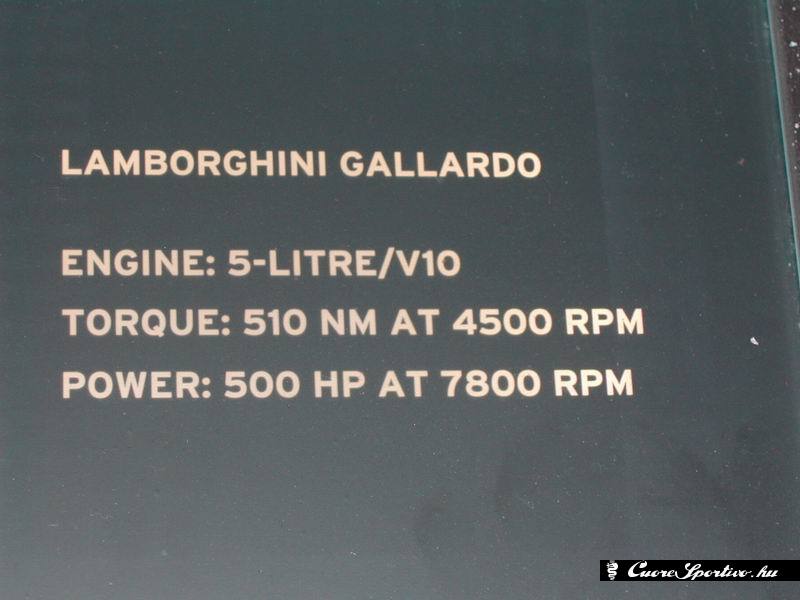 LAMBORGHINI GALLARDO
ENGINE: 5-LITRE/V10
TORQUE: 510 NM AT 4500 RPM
POWER: 500 HP AT 7800 RPM
CuoreSportivo.hu